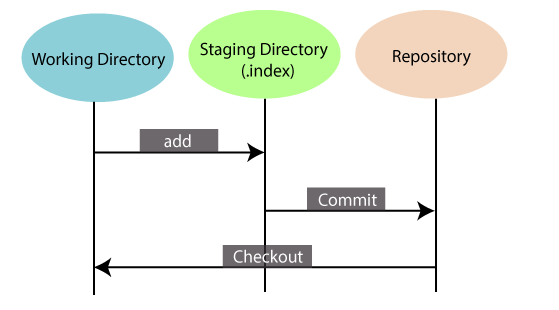 Working Directory
Staging Directory
(.index)
Repository
add
Commit
Checkout